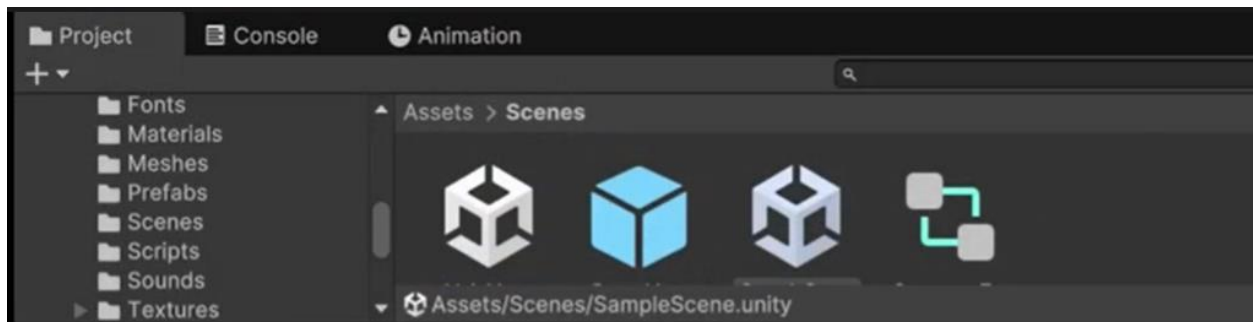 Project
Console
Animation
Fonts
Assets > Scenes
Materials
Meshes
Prefabs
Scenes
Scripts
Sounds
Textures
Assets/Scenes/SampleScene.unity